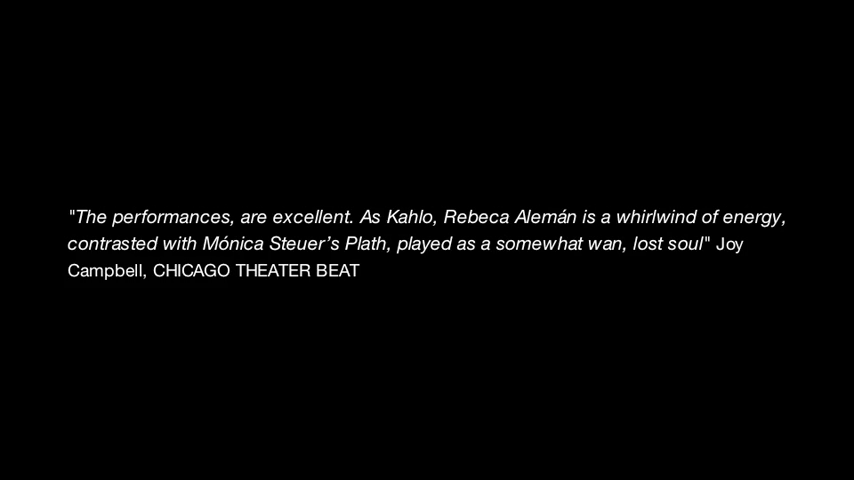 "The performances, are excellent. As Kahlo, Rebeca Alemán is a whirlwind of energy,
contrasted with Mónica Steuer’s Plath, played as a somewhat wan, lost soul" Joy
Campbell, CHICAGO THEATER BEAT